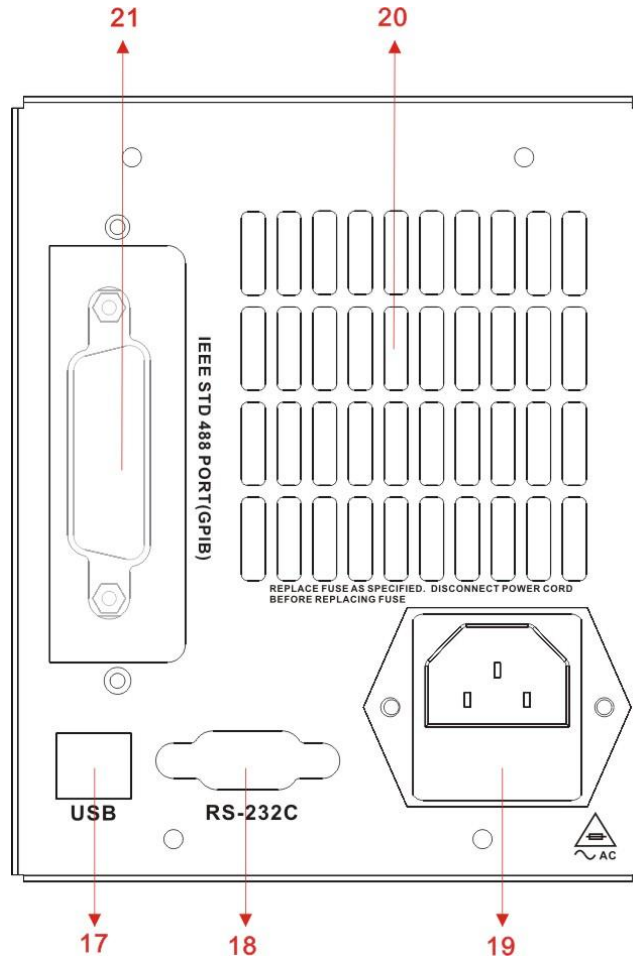 21
20
IEEE STD 488 PORT(GPIB)
REPLACE FUSE AS SPECIFIED. DISCONNECT POWER CORD
BEFORE REPLACING FUSE
USB
RS-232C
AC
17
18
19